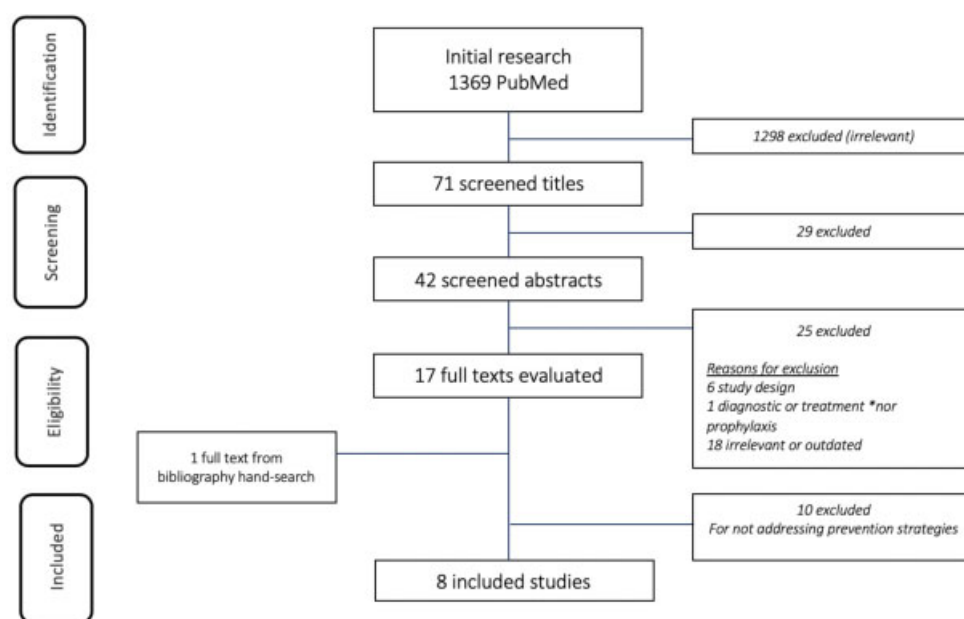 Identification
Initial research
1369 PubMed
1298 excluded (irrelevant)
71 screened titles
Screening
29 excluded
42 screened abstracts
25 excluded
Reasons for exclusion
6 study design
1 diagnostic or treatment *nor
prophylaxis
18 irrelevant or outdated
Eligibility
17 full texts evaluated
1 full text from
bibliography hand-search
10 excluded
For not addressing prevention strategies
Included
8 included studies